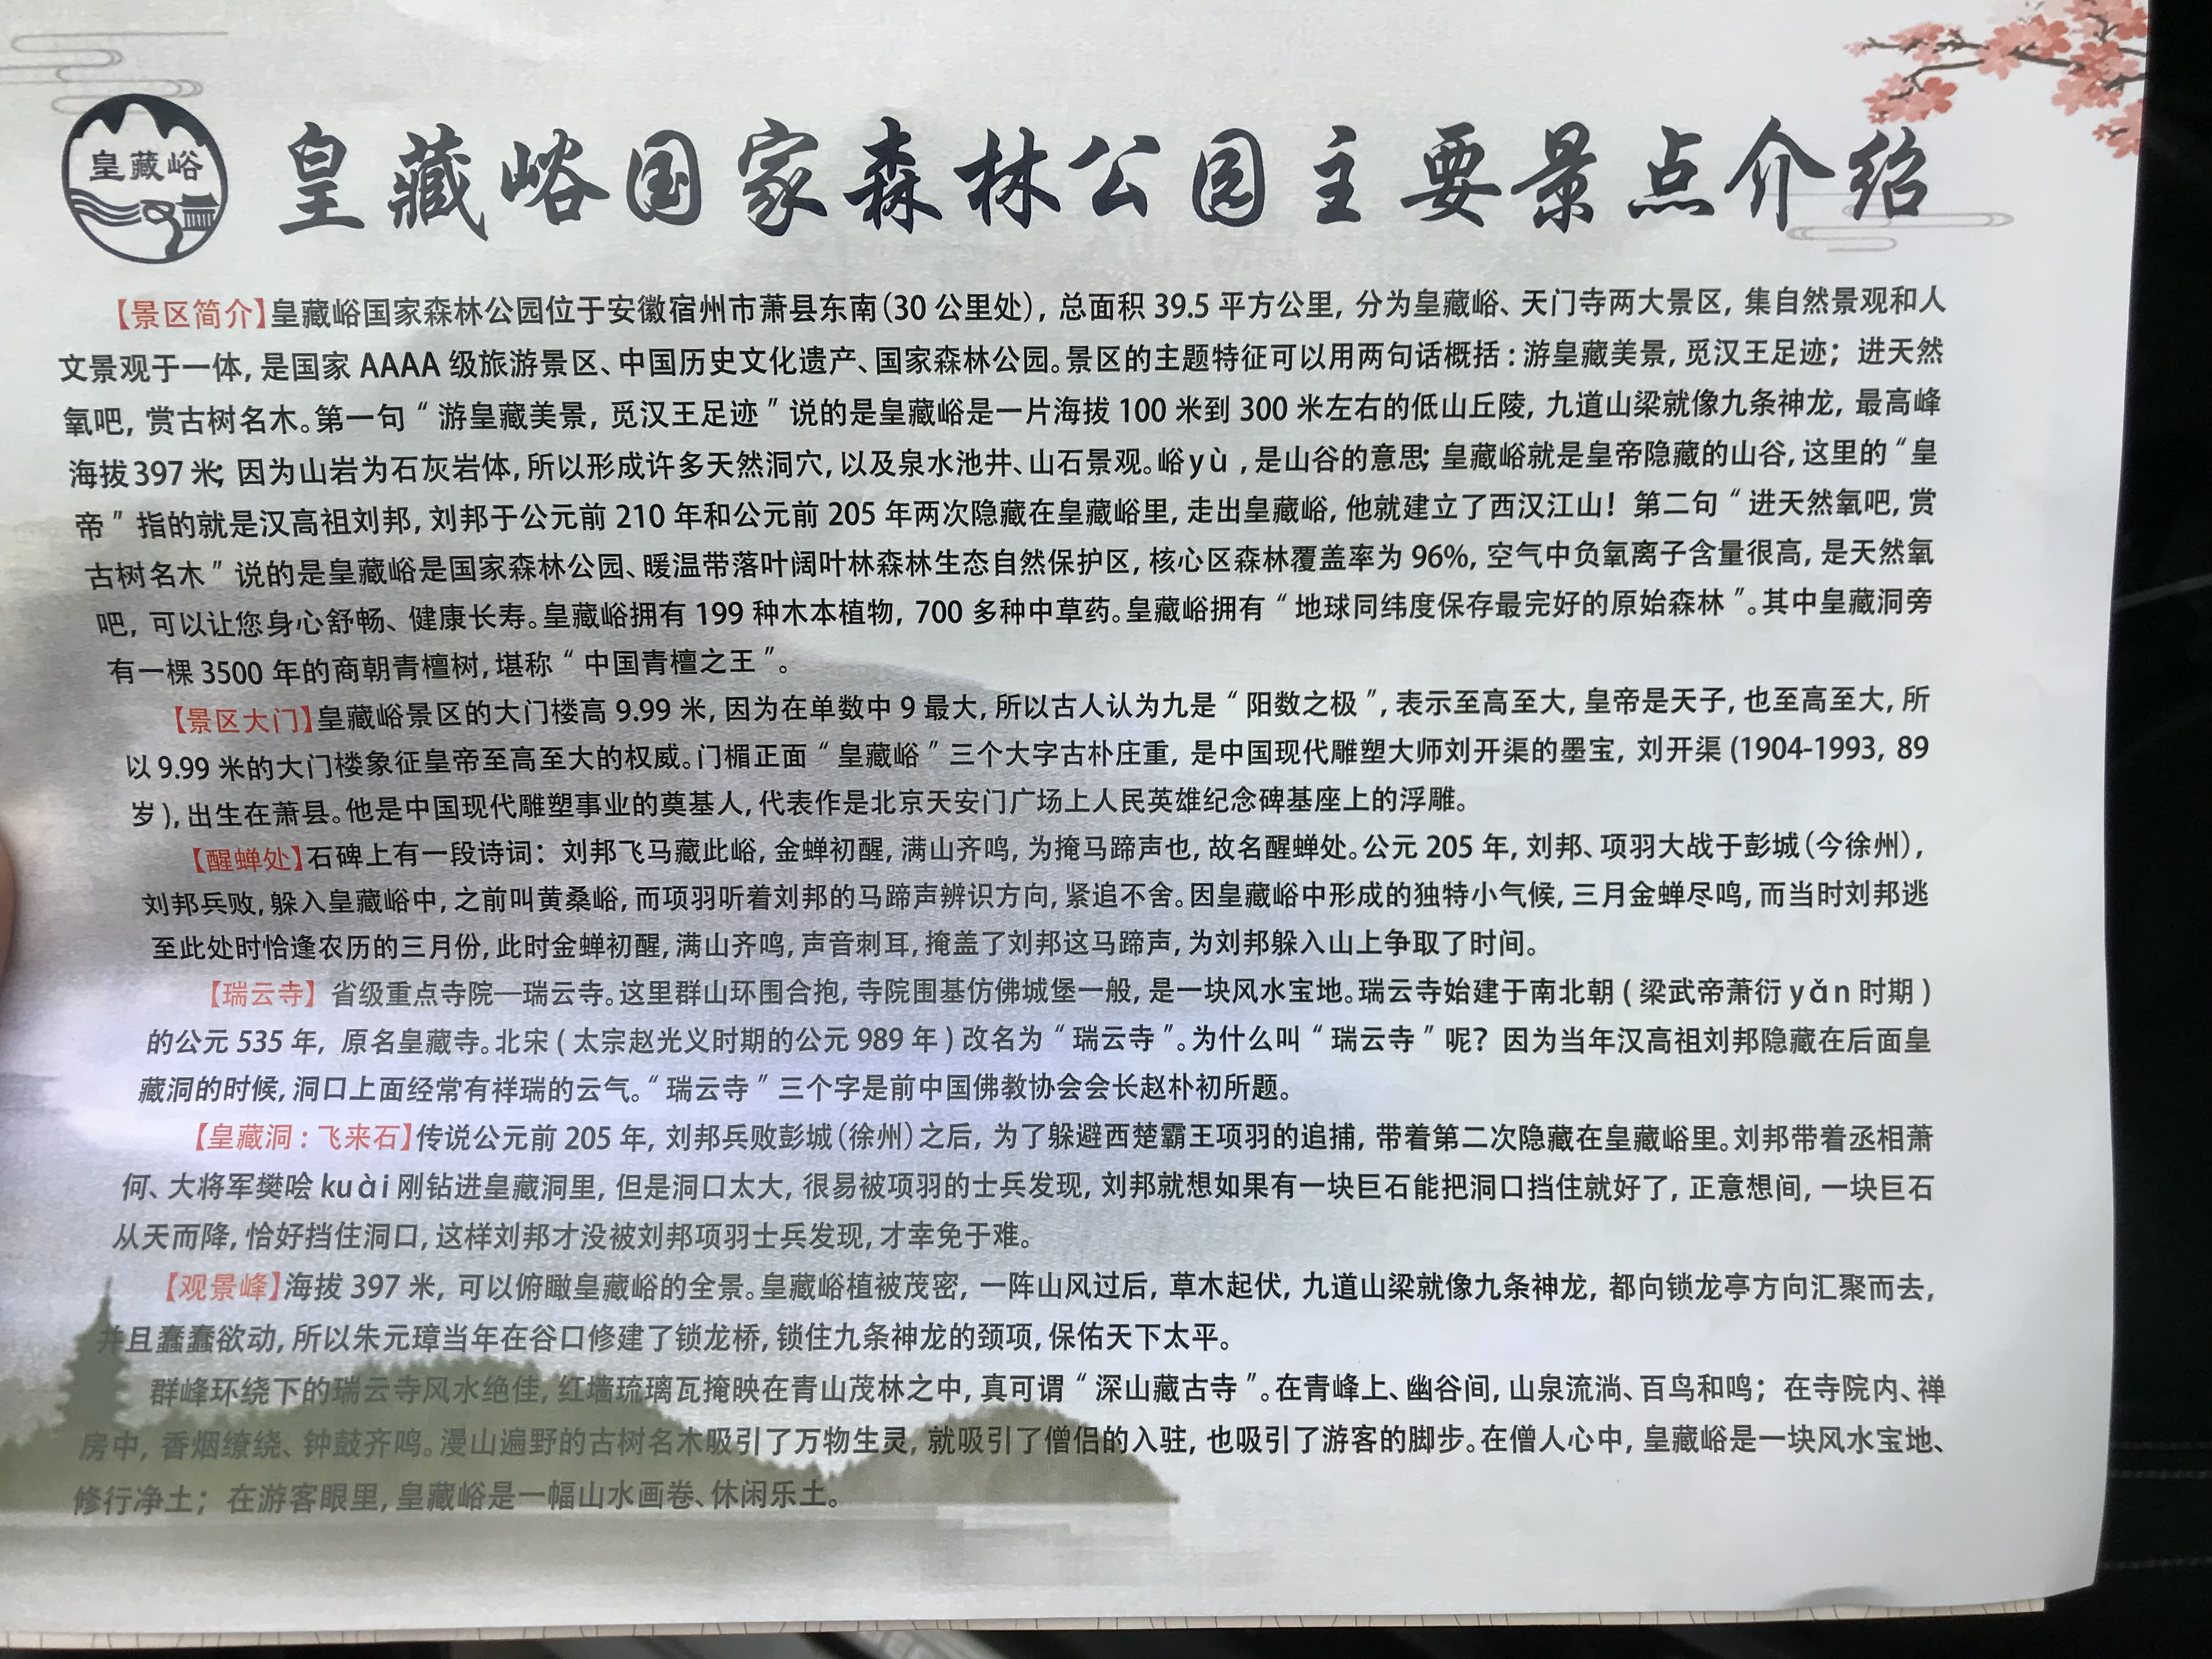 皇藏峪
皇藏峪国家森林公园主要景点介绍
【景区简介】皇藏峪国家森林公园位于安徽宿州市萧县东南(30 公里处), 总面积 39.5 平方公里, 分为皇藏峪、天门寺两大景区, 集自然景观和人
文景观于一体, 是国家 AAAA 级旅游景区、中国历史文化遗产、国家森林公园。景区的主题特征可以用两句话概括：游皇藏美景, 觅汉王足迹；进天然
氧吧, 赏古树名木。第一句 “ 游皇藏美景, 觅汉王足迹 ” 说的是皇藏峪是一片海拔 100 米到 300 米左右的低山丘陵, 九道山梁就像九条神龙, 最高峰
海拔 397 米; 因为山岩为石灰岩体, 所以形成许多天然洞穴, 以及泉水池井、山石景观。峪yù , 是山谷的意思; 皇藏峪就是皇帝隐藏的山谷, 这里的 “ 皇
帝 ” 指的就是汉高祖刘邦, 刘邦于公元前 210 年和公元前 205 年两次隐藏在皇藏峪里, 走出皇藏峪, 他就建立了西汉江山！第二句 “ 进天然氧吧, 赏
古树名木 ” 说的是皇藏峪是国家森林公园、暖温带落叶阔叶林森林生态自然保护区, 核心区森林覆盖率为 96%, 空气中负氧离子含量很高, 是天然氧
吧, 可以让您身心舒畅、健康长寿。皇藏峪拥有 199 种木本植物, 700 多种中草药。皇藏峪拥有 “ 地球同纬度保存最完好的原始森林 ”。其中皇藏洞旁
有一棵 3500 年的商朝青檀树, 堪称 “ 中国青檀之王 ”。
【景区大门】皇藏峪景区的大门楼高 9.99 米, 因为在单数中 9 最大, 所以古人认为九是 “ 阳数之极 ”, 表示至高至大, 皇帝是天子, 也至高至大, 所
以 9.99 米的大门楼象征皇帝至高至大的权威。门楣正面 “ 皇藏峪 ” 三个大字古朴庄重, 是中国现代雕塑大师刘开渠的墨宝, 刘开渠 (1904-1993, 89
岁 ), 出生在萧县。他是中国现代雕塑事业的奠基人, 代表作是北京天安门广场上人民英雄纪念碑基座上的浮雕。
【醒蝉处】石碑上有一段诗词：刘邦飞马藏此峪, 金蝉初醒, 满山齐鸣, 为掩马蹄声也, 故名醒蝉处。公元 205 年, 刘邦、项羽大战于彭城(今徐州),
刘邦兵败, 躲入皇藏峪中, 之前叫黄桑峪, 而项羽听着刘邦的马蹄声辨识方向, 紧追不舍。因皇藏峪中形成的独特小气候, 三月金蝉尽鸣, 而当时刘邦逃
至此处时恰逢农历的三月份, 此时金蝉初醒, 满山齐鸣, 声音刺耳, 掩盖了刘邦这马蹄声, 为刘邦躲入山上争取了时间。
【瑞云寺】 省级重点寺院—瑞云寺。这里群山环围合抱, 寺院围基仿佛城堡一般, 是一块风水宝地。瑞云寺始建于南北朝 ( 梁武帝萧衍 yǎn 时期 )
的公元 535 年, 原名皇藏寺。北宋 ( 太宗赵光义时期的公元 989 年 ) 改名为 “ 瑞云寺 ”。为什么叫 “ 瑞云寺 ” 呢？因为当年汉高祖刘邦隐藏在后面皇
藏洞的时候, 洞口上面经常有祥瑞的云气。“ 瑞云寺 ” 三个字是前中国佛教协会会长赵朴初所题。
【皇藏洞：飞来石】传说公元前 205 年, 刘邦兵败彭城(徐州)之后, 为了躲避西楚霸王项羽的追捕, 带着第二次隐藏在皇藏峪里。刘邦带着丞相萧
何、大将军樊哙 kuài 刚钻进皇藏洞里, 但是洞口太大, 很易被项羽的士兵发现, 刘邦就想如果有一块巨石能把洞口挡住就好了, 正意想间, 一块巨石
从天而降, 恰好挡住洞口, 这样刘邦才没被刘邦项羽士兵发现, 才幸免于难。
【观景峰】海拔 397 米, 可以俯瞰皇藏峪的全景。皇藏峪植被茂密, 一阵山风过后, 草木起伏, 九道山梁就像九条神龙, 都向锁龙亭方向汇聚而去,
并且蠢蠢欲动, 所以朱元璋当年在谷口修建了锁龙桥, 锁住九条神龙的颈项, 保佑天下太平。
群峰环绕下的瑞云寺风水绝佳, 红墙琉璃瓦掩映在青山茂林之中, 真可谓 “ 深山藏古寺 ”。在青峰上、幽谷间, 山泉流淌、百鸟和鸣；在寺院内、禅
房中, 香烟缭绕、钟鼓齐鸣。漫山遍野的古树名木吸引了万物生灵, 就吸引了僧侣的入驻, 也吸引了游客的脚步。在僧人心中, 皇藏峪是一块风水宝地、
修行净土；在游客眼里, 皇藏峪是一幅山水画卷、休闲乐土。